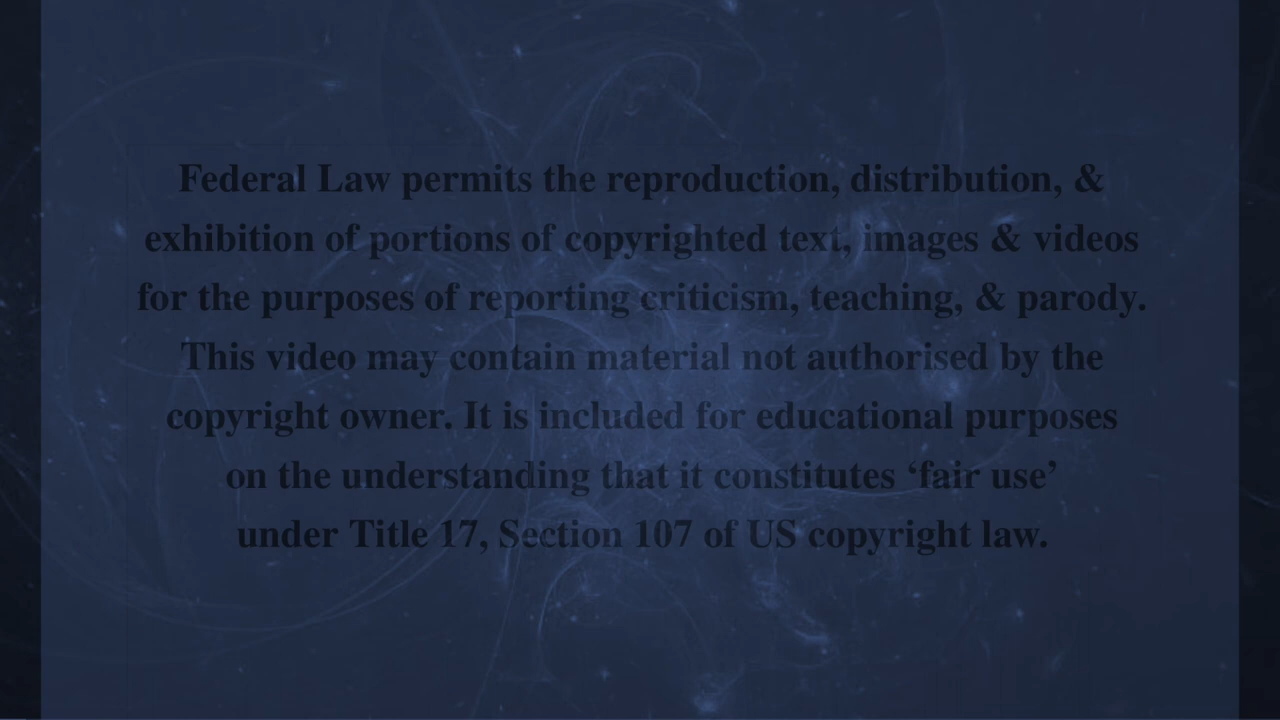 Federal Law permits the reproduction, distribution, &
exhibition of portions of copyrighted text, images & videos
for the purposes of reporting criticism, teaching, & parody.
This video may contain material not authorised by the
copyright owner. It is included for educational purposes
on the understanding that it constitutes ‘fair use’
under Title 17, Section 107 of US copyright law.